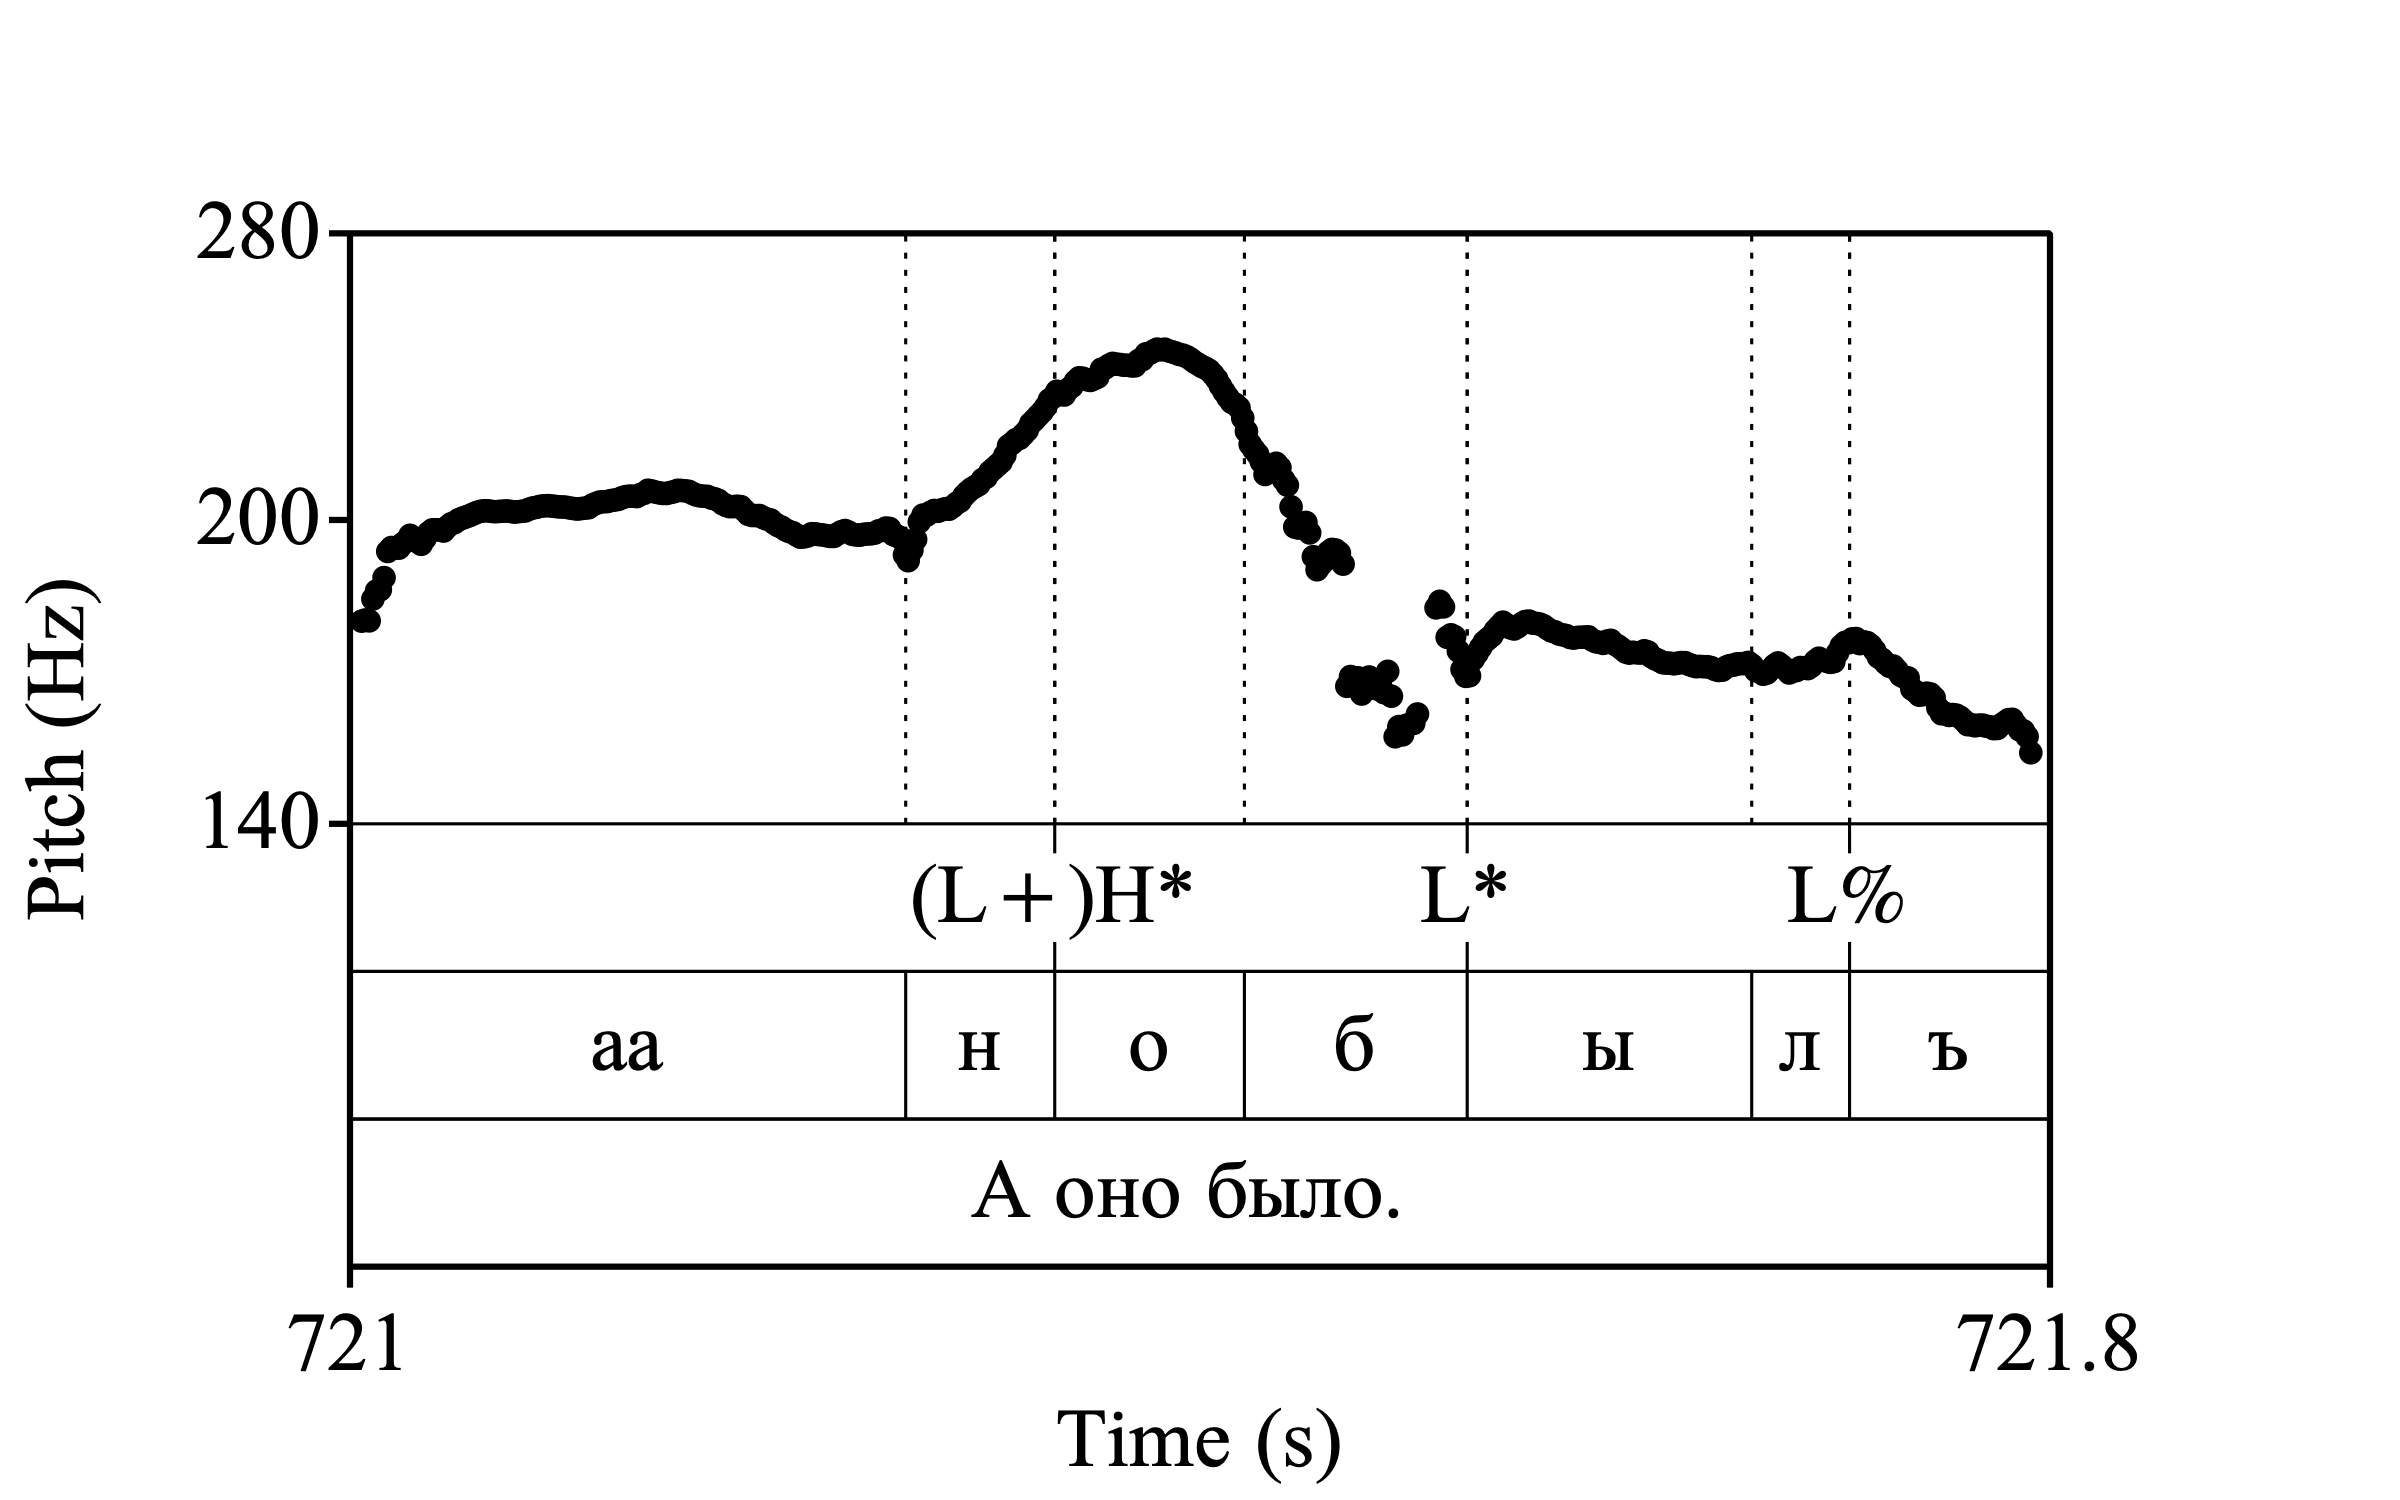 280
200
140
Pitch (Hz)
(L+)H* L* L%
аа н о б ы л ъ
А оно было.
721 721.8
Time (s)